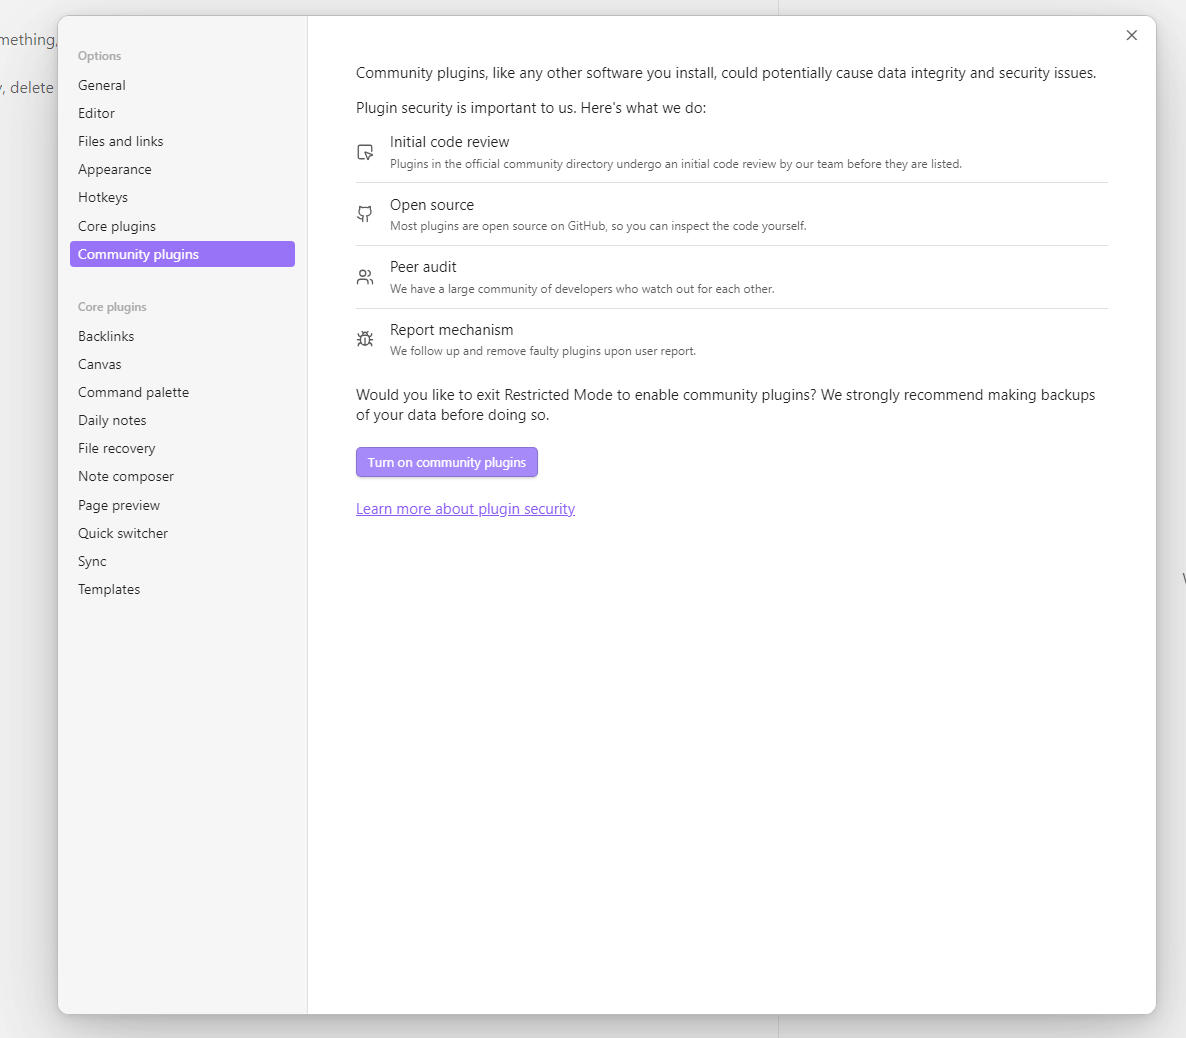 mething,
, delete
Options
General
Editor
Files and links
Appearance
Hotkeys
Core plugins
Community plugins
Core plugins
Backlinks
Canvas
Command palette
Daily notes
File recovery
Note composer
Page preview
Quick switcher
Sync
Templates
Community plugins, like any other software you install, could potentially cause data integrity and security issues.
Plugin security is important to us. Here's what we do:
Initial code review
Plugins in the official community directory undergo an initial code review by our team before they are listed.
Open source
Most plugins are open source on GitHub, so you can inspect the code yourself.
Peer audit
We have a large community of developers who watch out for each other.
Report mechanism
We follow up and remove faulty plugins upon user report.
Would you like to exit Restricted Mode to enable community plugins? We strongly recommend making backups
of your data before doing so.
Turn on community plugins
Learn more about plugin security